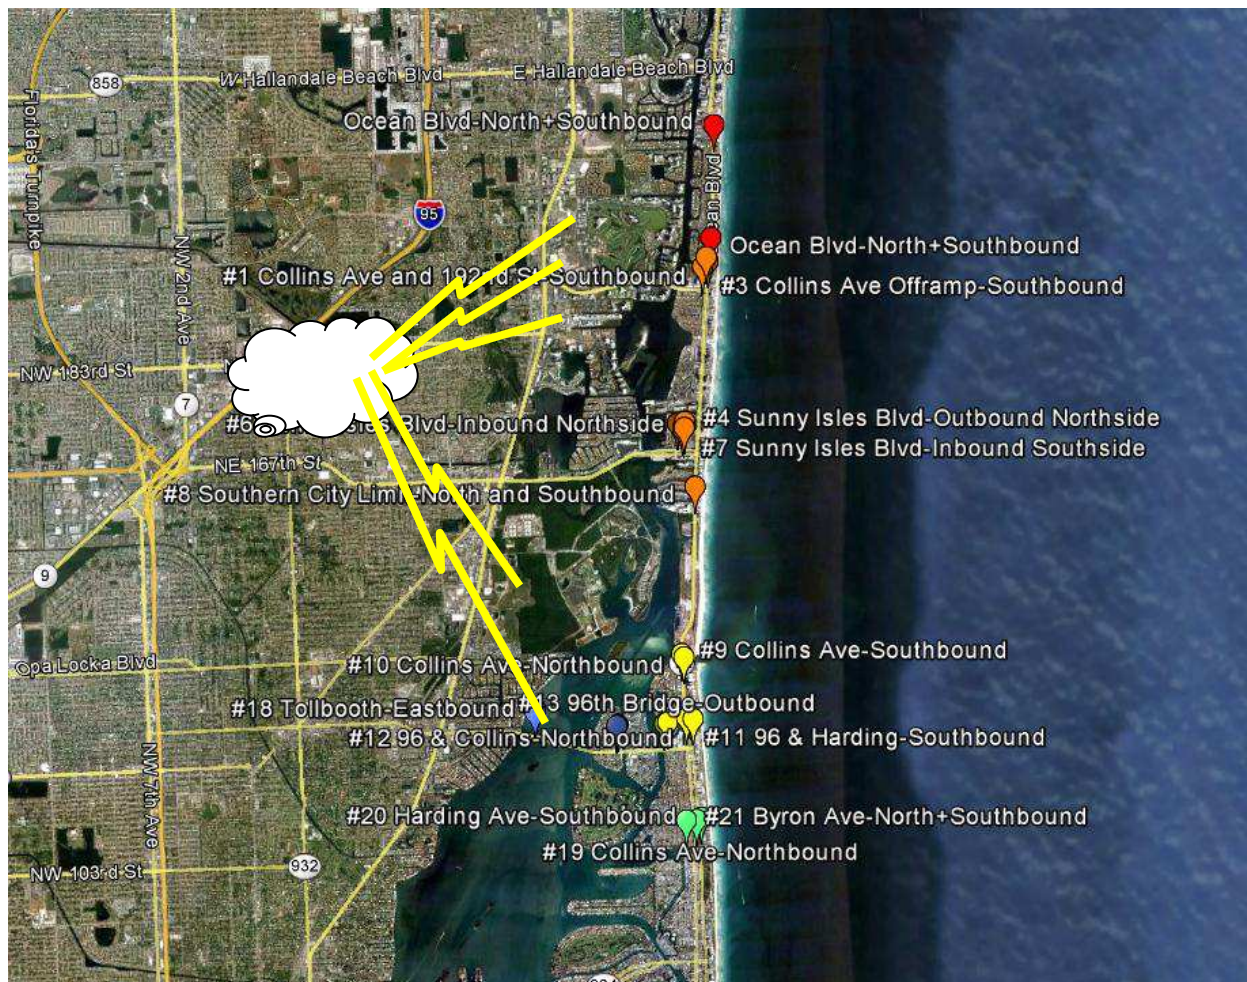 W Hallandale Beach Blvd
E Hallandale Beach Blvd
858
Florida's Turnpike
Ocean Blvd-North+Southbound
an Blvd
95
NW 2nd Ave
Ocean Blvd-North+Southbound
#1 Collins Ave and 192nd St-Southbound
#3 Collins Ave Offramp-Southbound
NW 183rd St
7
#6
les Blvd-Inbound Northside
#4 Sunny Isles Blvd-Outbound Northside
#7 Sunny Isles Blvd-Inbound Southside
NE 167th St
#8 Southern City Limit-North and Southbound
9
#9 Collins Ave-Southbound
Opa Locka Blvd
#10 Collins Ave-Northbound
#13 96th Bridge-Outbound
#18 Tollbooth-Eastbound
#12 96 & Collins-Northbound
#11 96 & Harding-Southbound
NW 7th Ave
#20 Harding Ave-Southbound
#21 Byron Ave-North+Southbound
#19 Collins Ave-Northbound
932
NW 103rd St